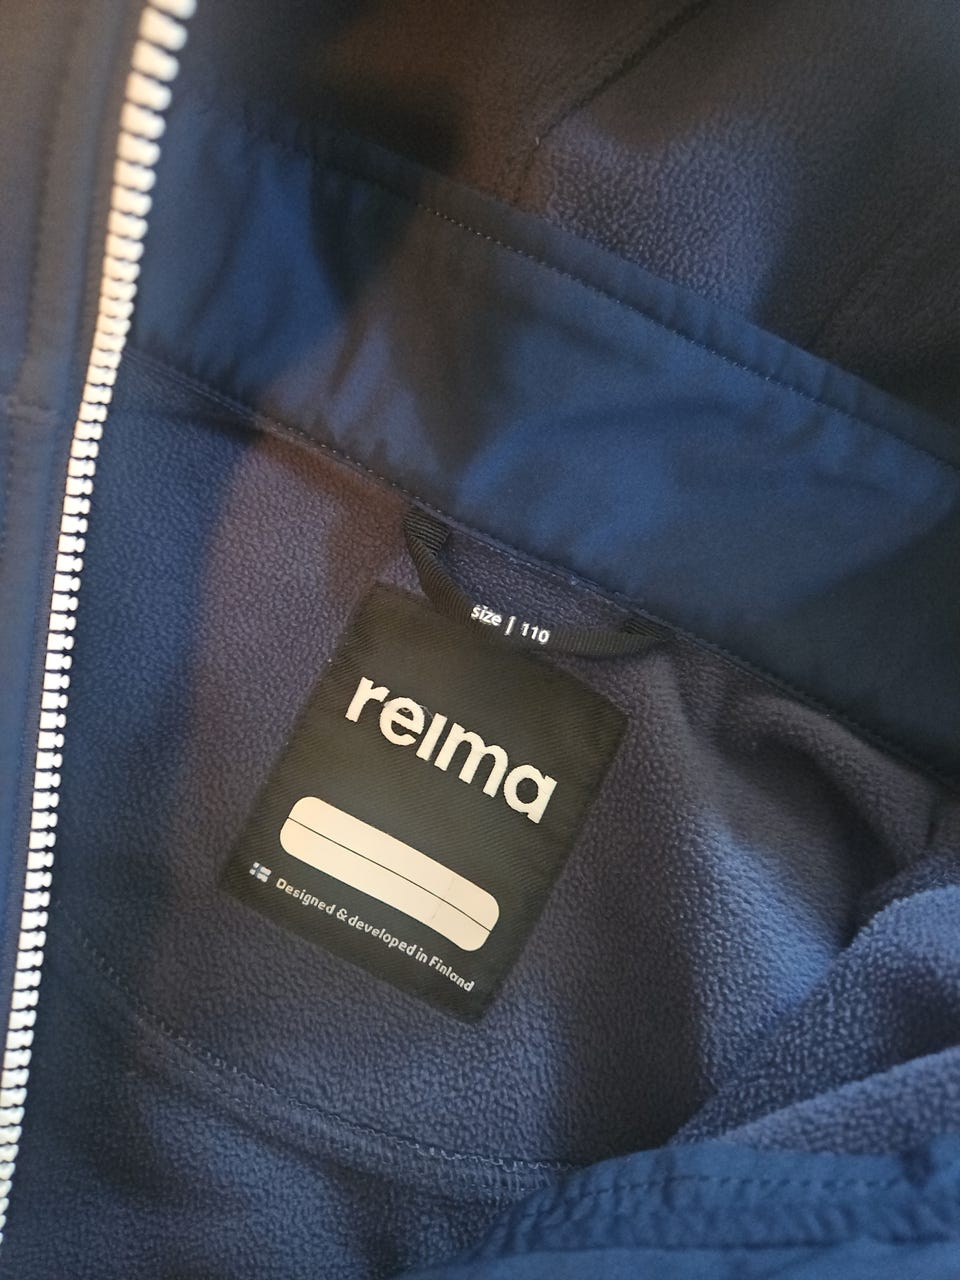 size | 110
reima
Designed & developed in Finland